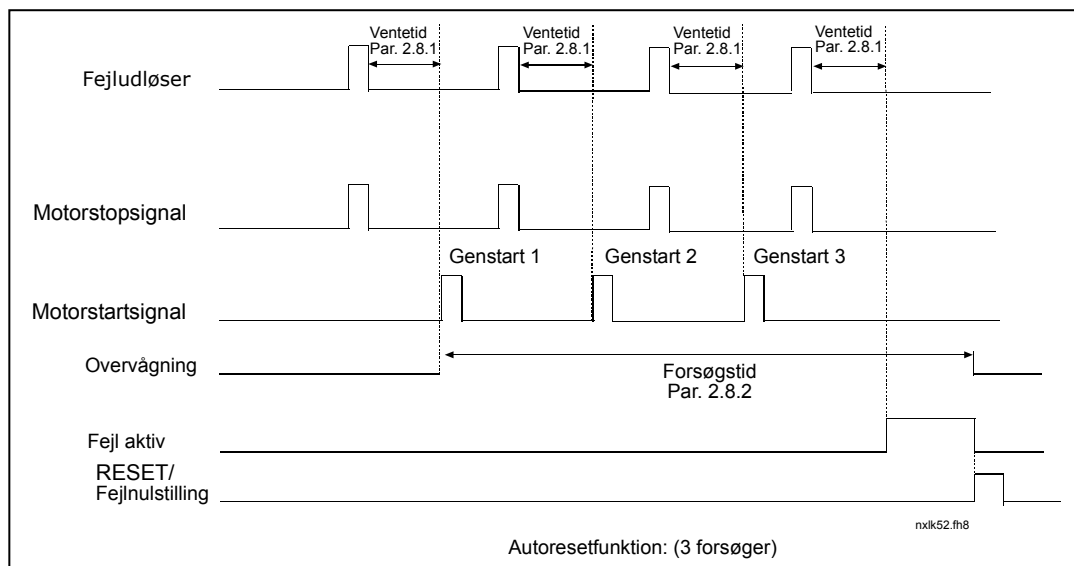 Ventetid
Par. 2.8.1
Ventetid
Par. 2.8.1
Ventetid
Par. 2.8.1
Ventetid
Par. 2.8.1
Fejludløser
Motorstopsignal
Genstart 1
Genstart 2
Genstart 3
Motorstartsignal
Overvågning
Forsøgstid
Par. 2.8.2
Fejl aktiv
RESET/
Fejlnulstilling
nxlk52.fh8
Autoresetfunktion: (3 forsøger)